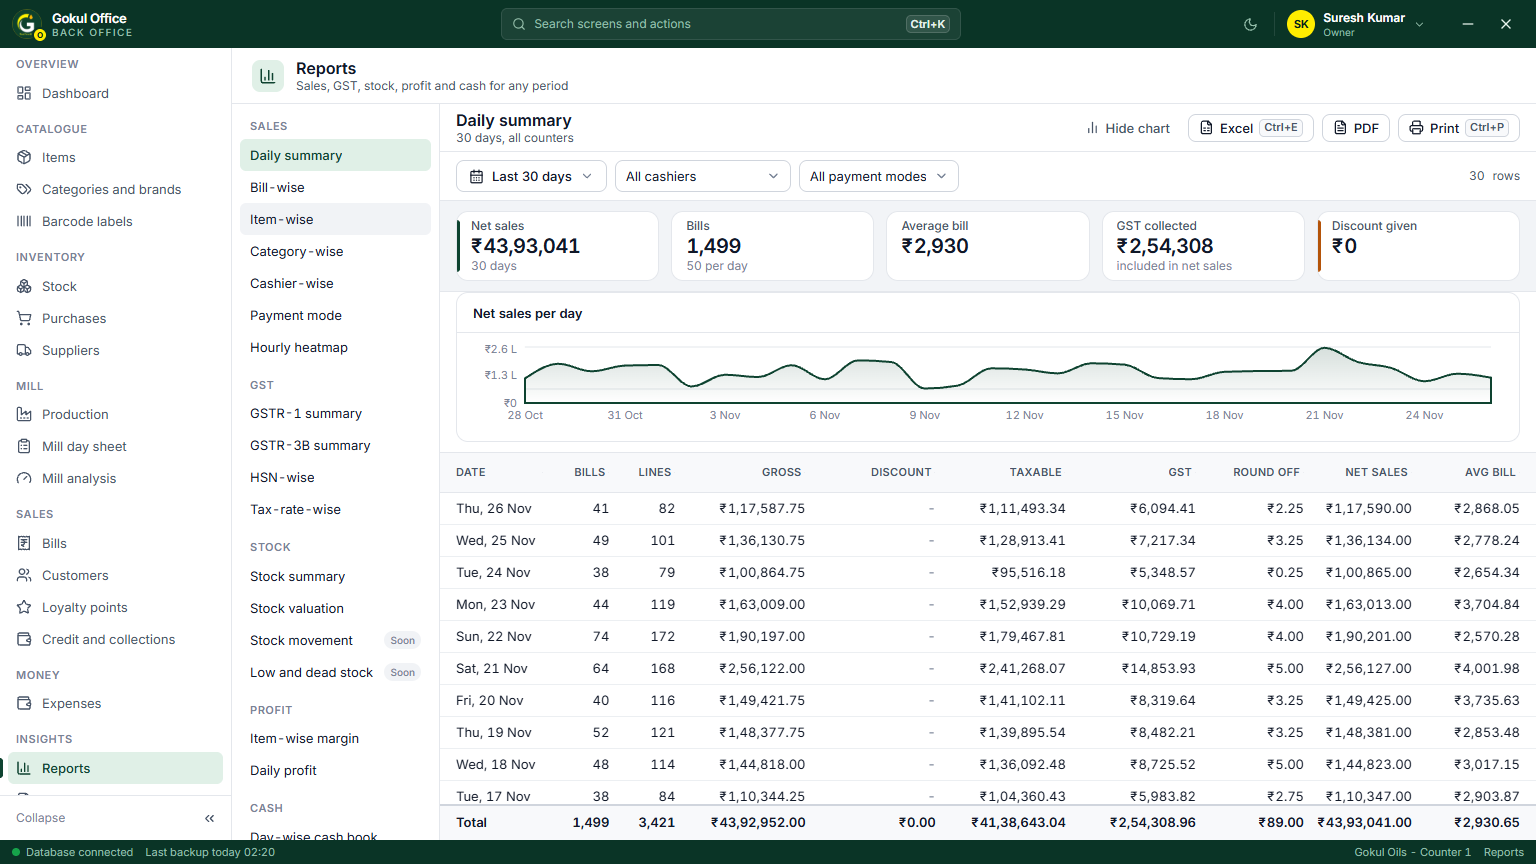 Gokul Office
BACK OFFICE
Search screens and actions
Ctrl+K
SK
Suresh Kumar
Owner
OVERVIEW
Dashboard
CATALOGUE
Items
Categories and brands
Barcode labels
INVENTORY
Stock
Purchases
Suppliers
MILL
Production
Mill day sheet
Mill analysis
SALES
Bills
Customers
Loyalty points
Credit and collections
MONEY
Expenses
INSIGHTS
Reports
Collapse
Reports
Sales, GST, stock, profit and cash for any period
SALES
Daily summary
Bill-wise
Item-wise
Category-wise
Cashier-wise
Payment mode
Hourly heatmap
GST
GSTR-1 summary
GSTR-3B summary
HSN-wise
Tax-rate-wise
STOCK
Stock summary
Stock valuation
Stock movement Soon
Low and dead stock Soon
PROFIT
Item-wise margin
Daily profit
CASH
Day-wise cash book
Daily summary
30 days, all counters
Hide chart
Excel Ctrl+E
PDF
Print Ctrl+P
Last 30 days
All cashiers
All payment modes
30 rows
Net sales
₹43,93,041
30 days
Bills
1,499
50 per day
Average bill
₹2,930
GST collected
₹2,54,308
included in net sales
Discount given
₹0
Net sales per day
₹2.6 L
₹1.3 L
₹0
28 Oct 31 Oct 3 Nov 6 Nov 9 Nov 12 Nov 15 Nov 18 Nov 21 Nov 24 Nov
DATE BILLS LINES GROSS DISCOUNT TAXABLE GST ROUND OFF NET SALES AVG BILL
Thu, 26 Nov 41 82 ₹1,17,587.75 - ₹1,11,493.34 ₹6,094.41 ₹2.25 ₹1,17,590.00 ₹2,868.05
Wed, 25 Nov 49 101 ₹1,36,130.75 - ₹1,28,913.41 ₹7,217.34 ₹3.25 ₹1,36,134.00 ₹2,778.24
Tue, 24 Nov 38 79 ₹1,00,864.75 - ₹95,516.18 ₹5,348.57 ₹0.25 ₹1,00,865.00 ₹2,654.34
Mon, 23 Nov 44 119 ₹1,63,009.00 - ₹1,52,939.29 ₹10,069.71 ₹4.00 ₹1,63,013.00 ₹3,704.84
Sun, 22 Nov 74 172 ₹1,90,197.00 - ₹1,79,467.81 ₹10,729.19 ₹4.00 ₹1,90,201.00 ₹2,570.28
Sat, 21 Nov 64 168 ₹2,56,122.00 - ₹2,41,268.07 ₹14,853.93 ₹5.00 ₹2,56,127.00 ₹4,001.98
Fri, 20 Nov 40 116 ₹1,49,421.75 - ₹1,41,102.11 ₹8,319.64 ₹3.25 ₹1,49,425.00 ₹3,735.63
Thu, 19 Nov 52 121 ₹1,48,377.75 - ₹1,39,895.54 ₹8,482.21 ₹3.25 ₹1,48,381.00 ₹2,853.48
Wed, 18 Nov 48 114 ₹1,44,818.00 - ₹1,36,092.48 ₹8,725.52 ₹5.00 ₹1,44,823.00 ₹3,017.15
Tue, 17 Nov 38 84 ₹1,10,344.25 - ₹1,04,360.43 ₹5,983.82 ₹2.75 ₹1,10,347.00 ₹2,903.87
Total 1,499 3,421 ₹43,92,952.00 ₹0.00 ₹41,38,643.04 ₹2,54,308.96 ₹89.00 ₹43,93,041.00 ₹2,930.65
Database connected
Last backup today 02:20
Gokul Oils - Counter 1
Reports